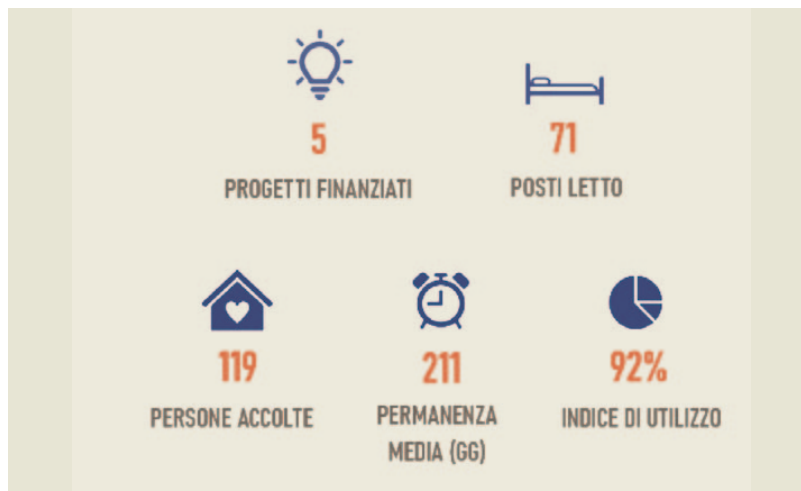 5
71
PROGETTI FINANZIATI
POSTI LETTO
119
211
92%
PERSONE ACCOLTE
PERMANENZA
MEDIA (GG)
INDICE DI UTILIZZO